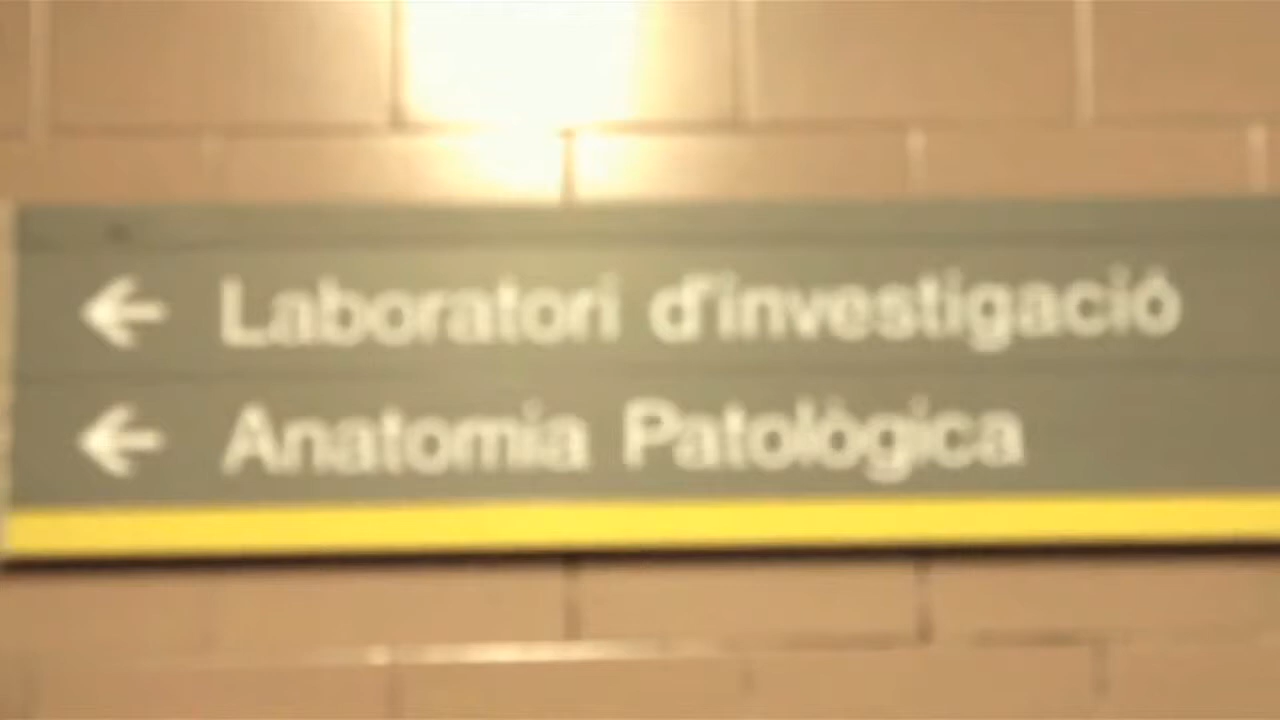 ← Laboratori d'investigació
← Anatomia Patològica